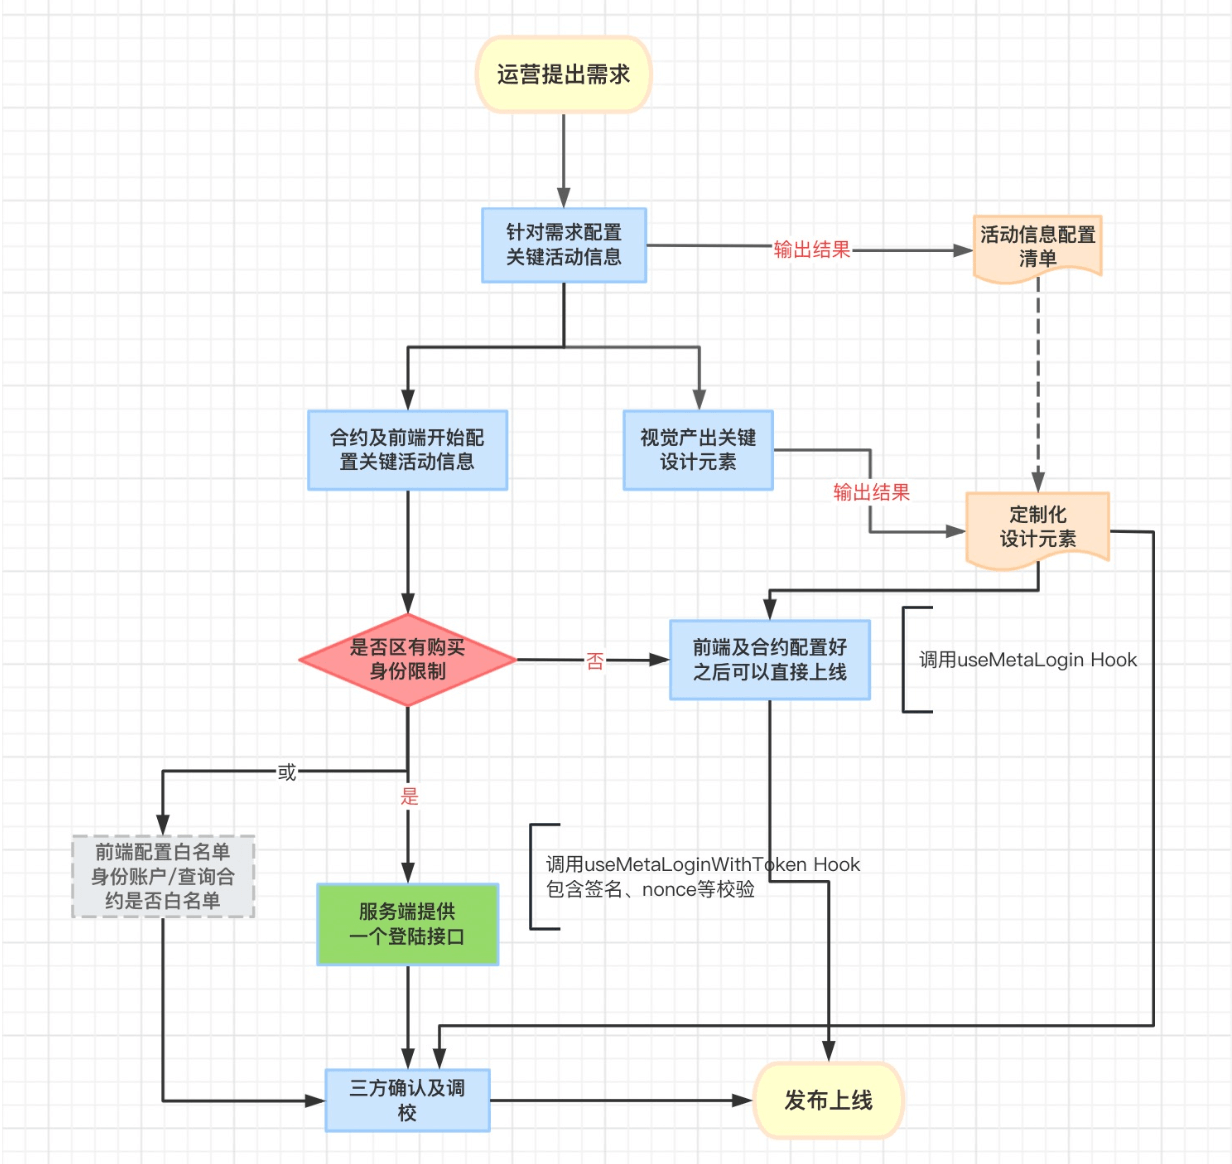 运营提出需求
针对需求配置
关键活动信息
输出结果
活动信息配置
清单
合约及前端开始配
置关键活动信息
视觉产出关键
设计元素
输出结果
定制化
设计元素
是否区有购买
身份限制
否
前端及合约配置好
之后可以直接上线
调用useMetaLogin Hook
或
是
前端配置白名单
身份账户/查询合
约是否白名单
调用useMetaLoginWithToken Hook
包含签名、nonce等校验
服务端提供
一个登陆接口
三方确认及调
校
发布上线